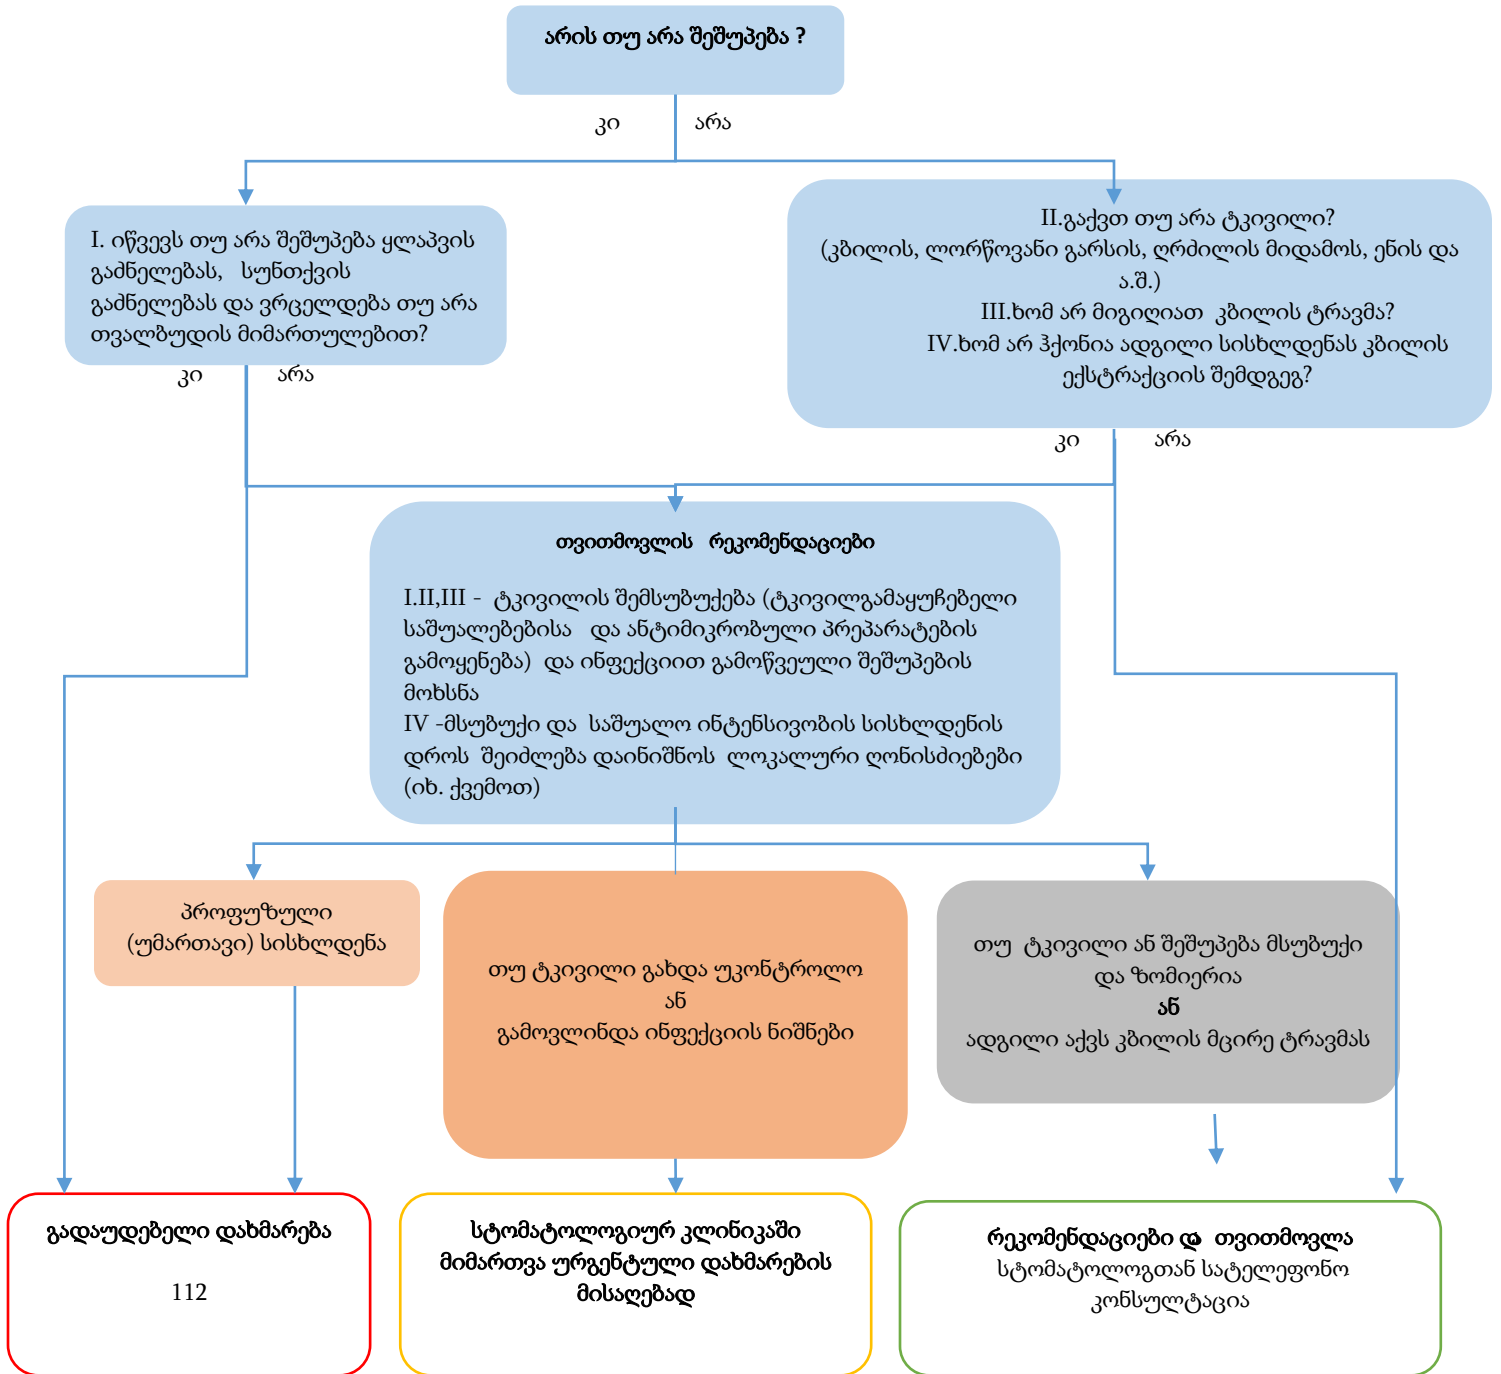 არის თუ არა შეშუპება ?
კი
არა
I. იწვევს თუ არა შეშუპება ყლაპვის
გაძნელებას, სუნთქვის
გაძნელებას და ვრცელდება თუ არა
თვალბუდის მიმართულებით?
კი
არა
II.გაქვთ თუ არა ტკივილი?
(კბილის, ლორწოვანი გარსის, ღრძილის მიდამოს, ენის და
ა.შ.)
III.ხომ არ მიგიღიათ კბილის ტრავმა?
IV.ხომ არ ჰქონია ადგილი სისხლდენას კბილის
ექსტრაქციის შემდგეგ?
კი
არა
თვითმოვლის რეკომენდაციები
I.II,III - ტკივილის შემსუბუქება (ტკივილგამაყუჩებელი
საშუალებებისა და ანტიმიკრობული პრეპარატების
გამოყენება) და ინფექციით გამოწვეული შეშუპების
მოხსნა
IV -მსუბუქი და საშუალო ინტენსივობის სისხლდენის
დროს შეიძლება დაინიშნოს ლოკალური ღონისძიებები
(იხ. ქვემოთ)
პროფუზული
(უმართავი) სისხლდენა
თუ ტკივილი გახდა უკონტროლო
ან
გამოვლინდა ინფექციის ნიშნები
თუ ტკივილი ან შეშუპება მსუბუქი
და ზომიერია
ან
ადგილი აქვს კბილის მცირე ტრავმას
გადაუდებელი დახმარება
112
სტომატოლოგიურ კლინიკაში
მიმართვა ურგენტული დახმარების
მისაღებად
რეკომენდაციები და თვითმოვლა
სტომატოლოგთან სატელეფონო
კონსულტაცია